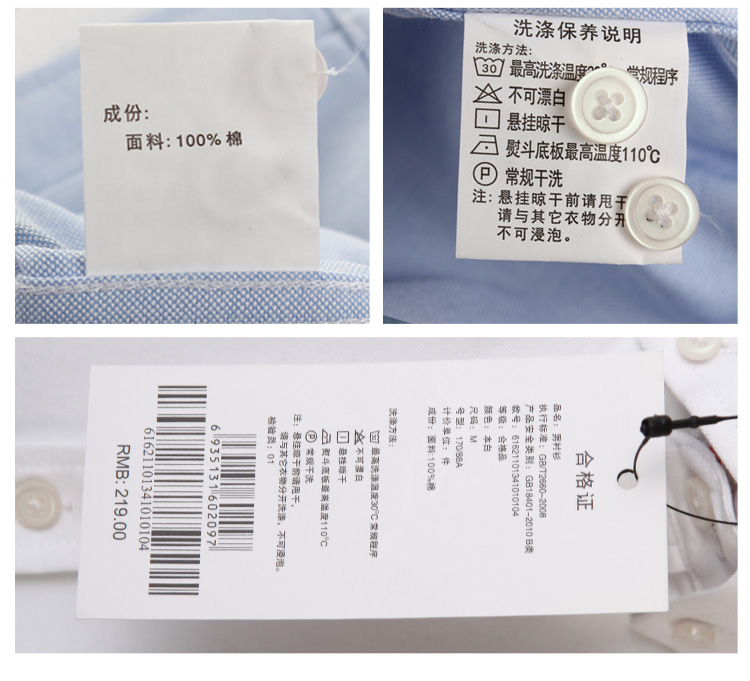 成份:
面料: 100% 棉
洗涤保养说明
洗涤方法:
30 最高洗涤温度30° 常规程序
不可漂白
悬挂晾干
熨斗底板最高温度110℃
P 常规干洗
注: 悬挂晾干前请甩干
请与其它衣物分开
不可浸泡。
合格证
品名: 男衬衫
执行标准: GB/T2660-2008
产品安全类别: GB18401-2010 B类
款号: 61621101341010104
等级: 合格品
颜色: 本白
尺码: M
号型: 170/88A
计价单位: 件
成份: 面料:100%棉
洗涤方法:
30 最高洗涤温度30℃ 常规程序
不可漂白
悬挂晾干
熨斗底板最高温度110℃
P 常规干洗
注: 悬挂晾干前请甩干,
请与其它衣物分开洗涤, 不可浸泡。
检验员: 01
6 935131 602097
61621101341010104
RMB:219.00